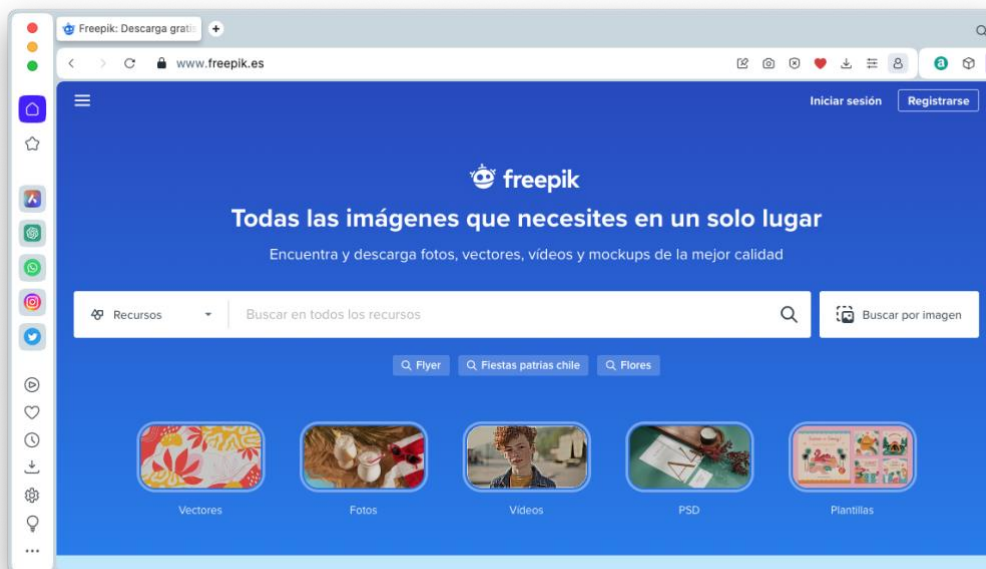 Freepik: Descarga gratis
www.freepik.es
Iniciar sesión
Registrarse
freepik
Todas las imágenes que necesites en un solo lugar
Encuentra y descarga fotos, vectores, vídeos y mockups de la mejor calidad
Recursos
Buscar en todos los recursos
Buscar por imagen
Flyer
Fiestas patrias chile
Flores
Vectores
Fotos
Vídeos
PSD
Plantillas